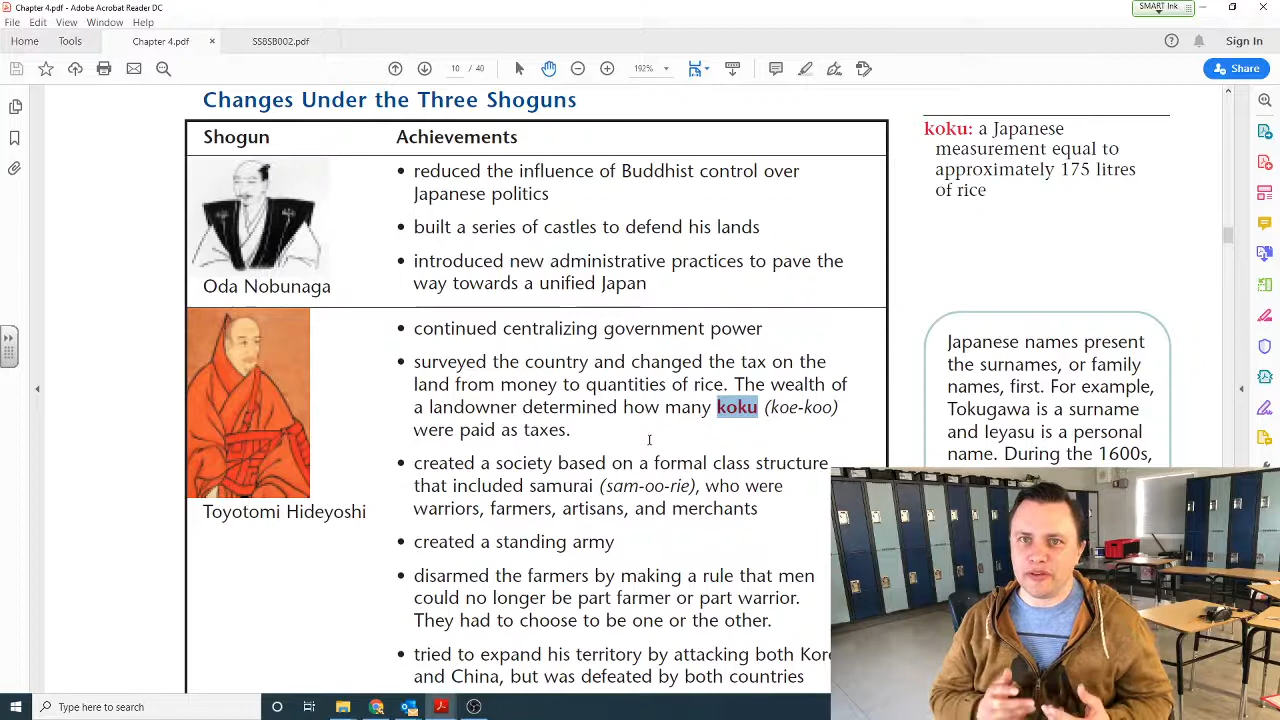 Chapter 4.pdf - Adobe Acrobat Reader DC
SMART Ink
File Edit View Window Help
Home Tools Chapter 4.pdf × SSBSB002.pdf Sign In
10 / 40 192% Share
Changes Under the Three Shoguns
Shogun Achievements
• reduced the influence of Buddhist control over
Japanese politics
• built a series of castles to defend his lands
• introduced new administrative practices to pave the
way towards a unified Japan
Oda Nobunaga
• continued centralizing government power
• surveyed the country and changed the tax on the
land from money to quantities of rice. The wealth of
a landowner determined how many koku (koe-koo)
were paid as taxes.
• created a society based on a formal class structure
that included samurai (sam-oo-rie), who were
warriors, farmers, artisans, and merchants
Toyotomi Hideyoshi
• created a standing army
• disarmed the farmers by making a rule that men
could no longer be part farmer or part warrior.
They had to choose to be one or the other.
• tried to expand his territory by attacking both
and China, but was defeated by both countries
koku: a Japanese
measurement equal to
approximately 175 litres
of rice
Japanese names present
the surnames, or family
names, first. For example,
Tokugawa is a surname
and Ieyasu is a personal
name. During the 1600s,
Type here to search